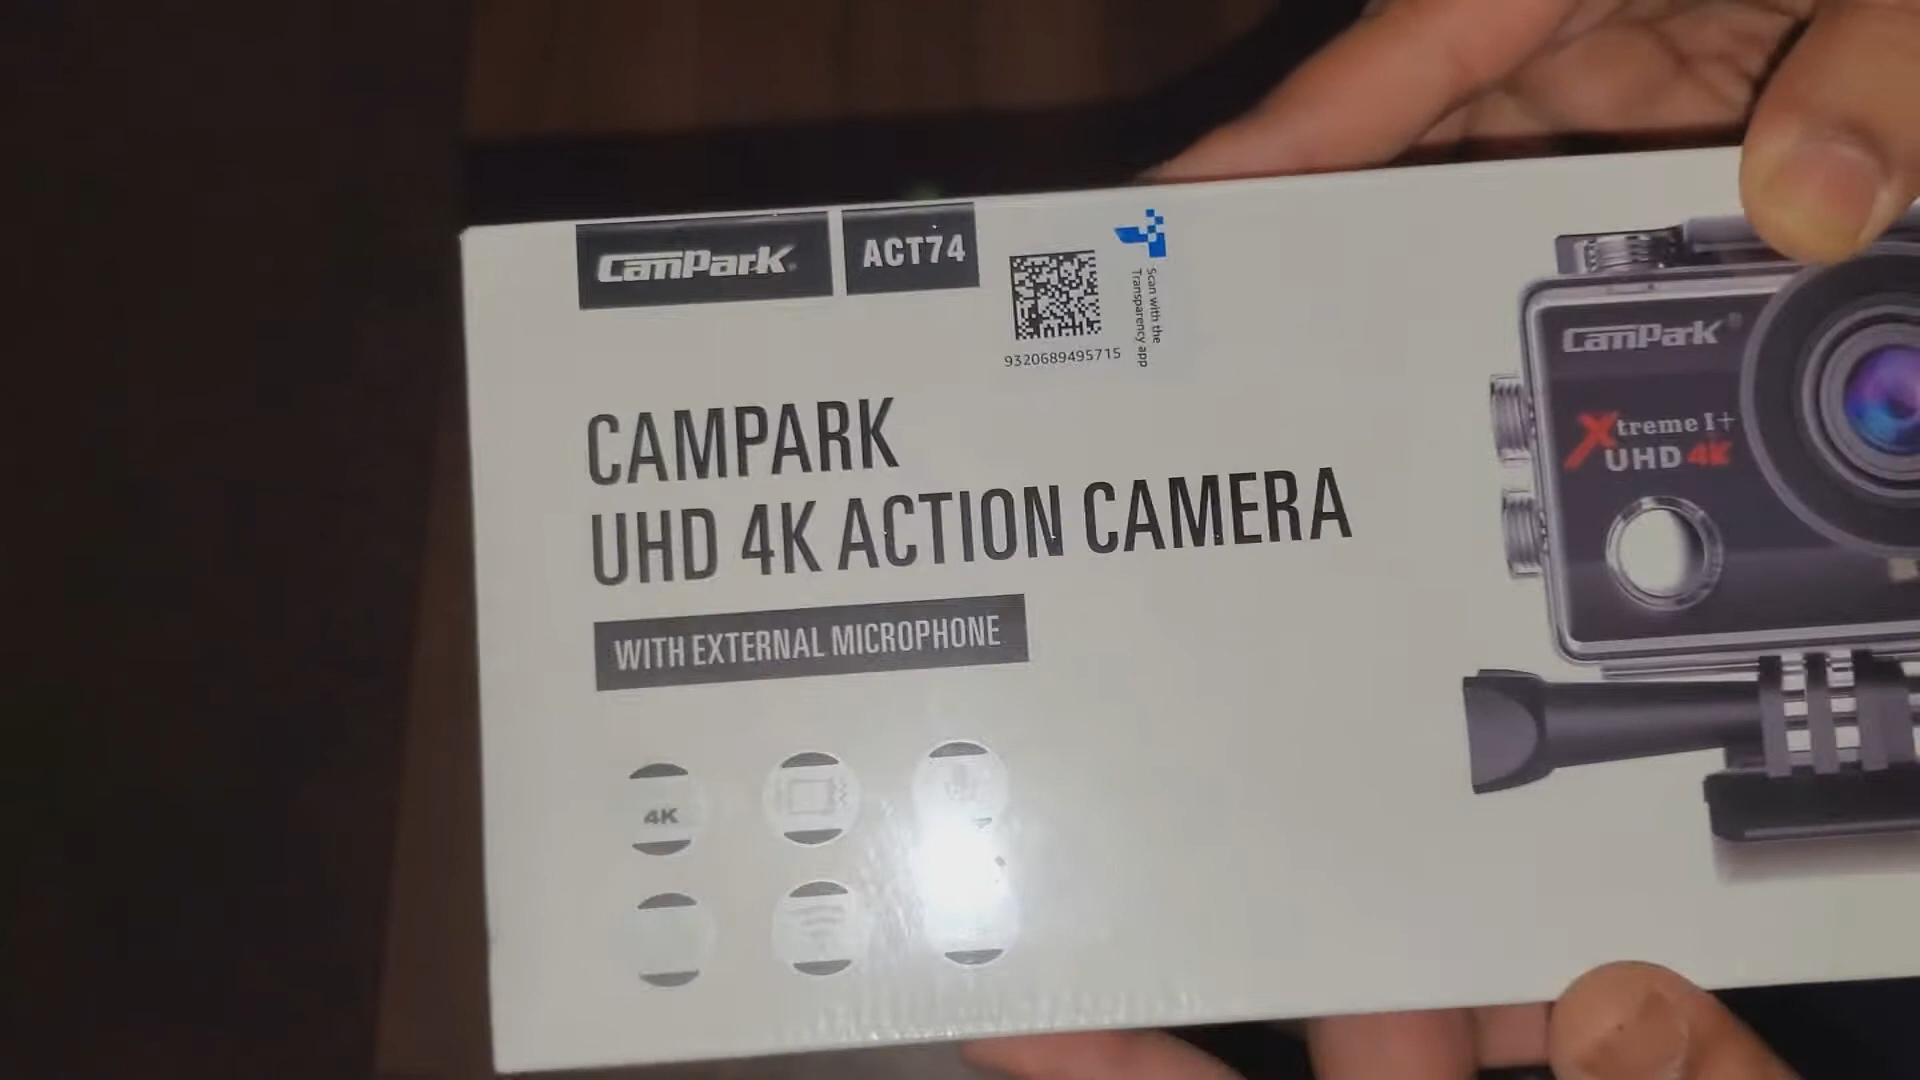 CamPark
ACT74
Scan with the
Transparency app
9320689495715
CAMPARK
UHD 4K ACTION CAMERA
WITH EXTERNAL MICROPHONE
4K
CamPark®
Xtreme I+
UHD 4K